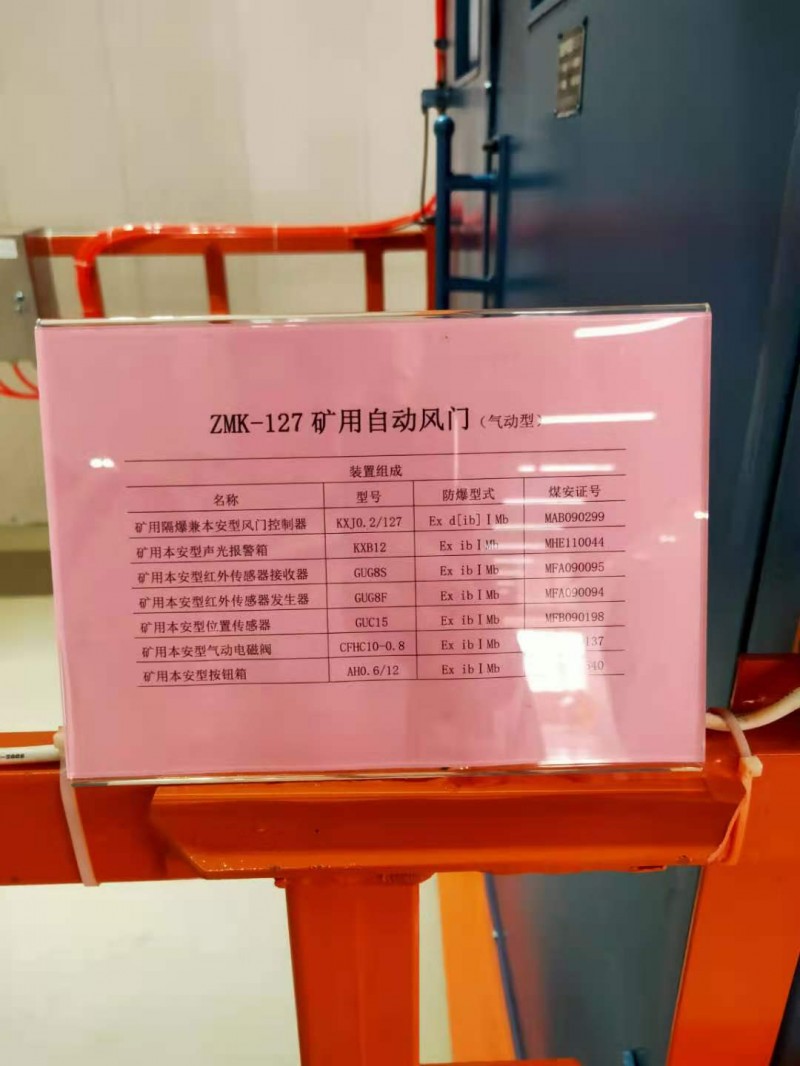 ZMK-127 矿用自动风门（气动型）
装置组成
名称 型号 防爆型式 煤安证号
矿用隔爆兼本安型风门控制器 KXJ0.2/127 Ex d[ib]ⅠMb MAB090299
矿用本安型声光报警箱 KXB12 Ex ibⅠMb MHE110044
矿用本安型红外传感器接收器 GUG8S Ex ibⅠMb MFA090095
矿用本安型红外传感器发生器 GUG8F Ex ibⅠMb MFA090094
矿用本安型位置传感器 GUC15 Ex ibⅠMb MFB090198
矿用本安型气动电磁阀 CFHC10-0.8 Ex ibⅠMb
矿用本安型按钮箱 AH0.6/12 Ex ibⅠMb